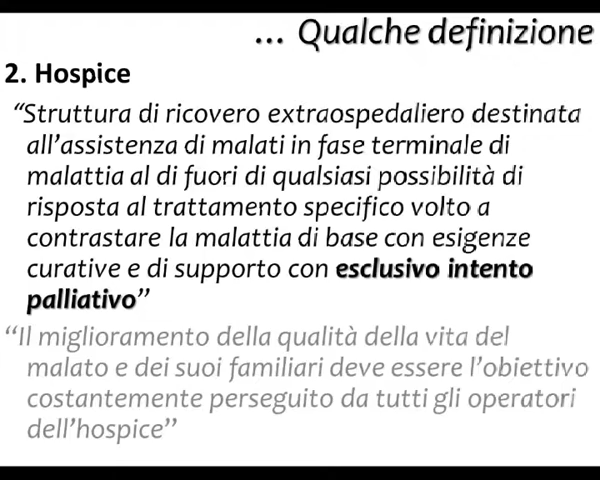 ... Qualche definizione
2. Hospice
“Struttura di ricovero extraospedaliero destinata
all’assistenza di malati in fase terminale di
malattia al di fuori di qualsiasi possibilità di
risposta al trattamento specifico volto a
contrastare la malattia di base con esigenze
curative e di supporto con esclusivo intento
palliativo”
“Il miglioramento della qualità della vita del
malato e dei suoi familiari deve essere l’obiettivo
costantemente perseguito da tutti gli operatori
dell’hospice”